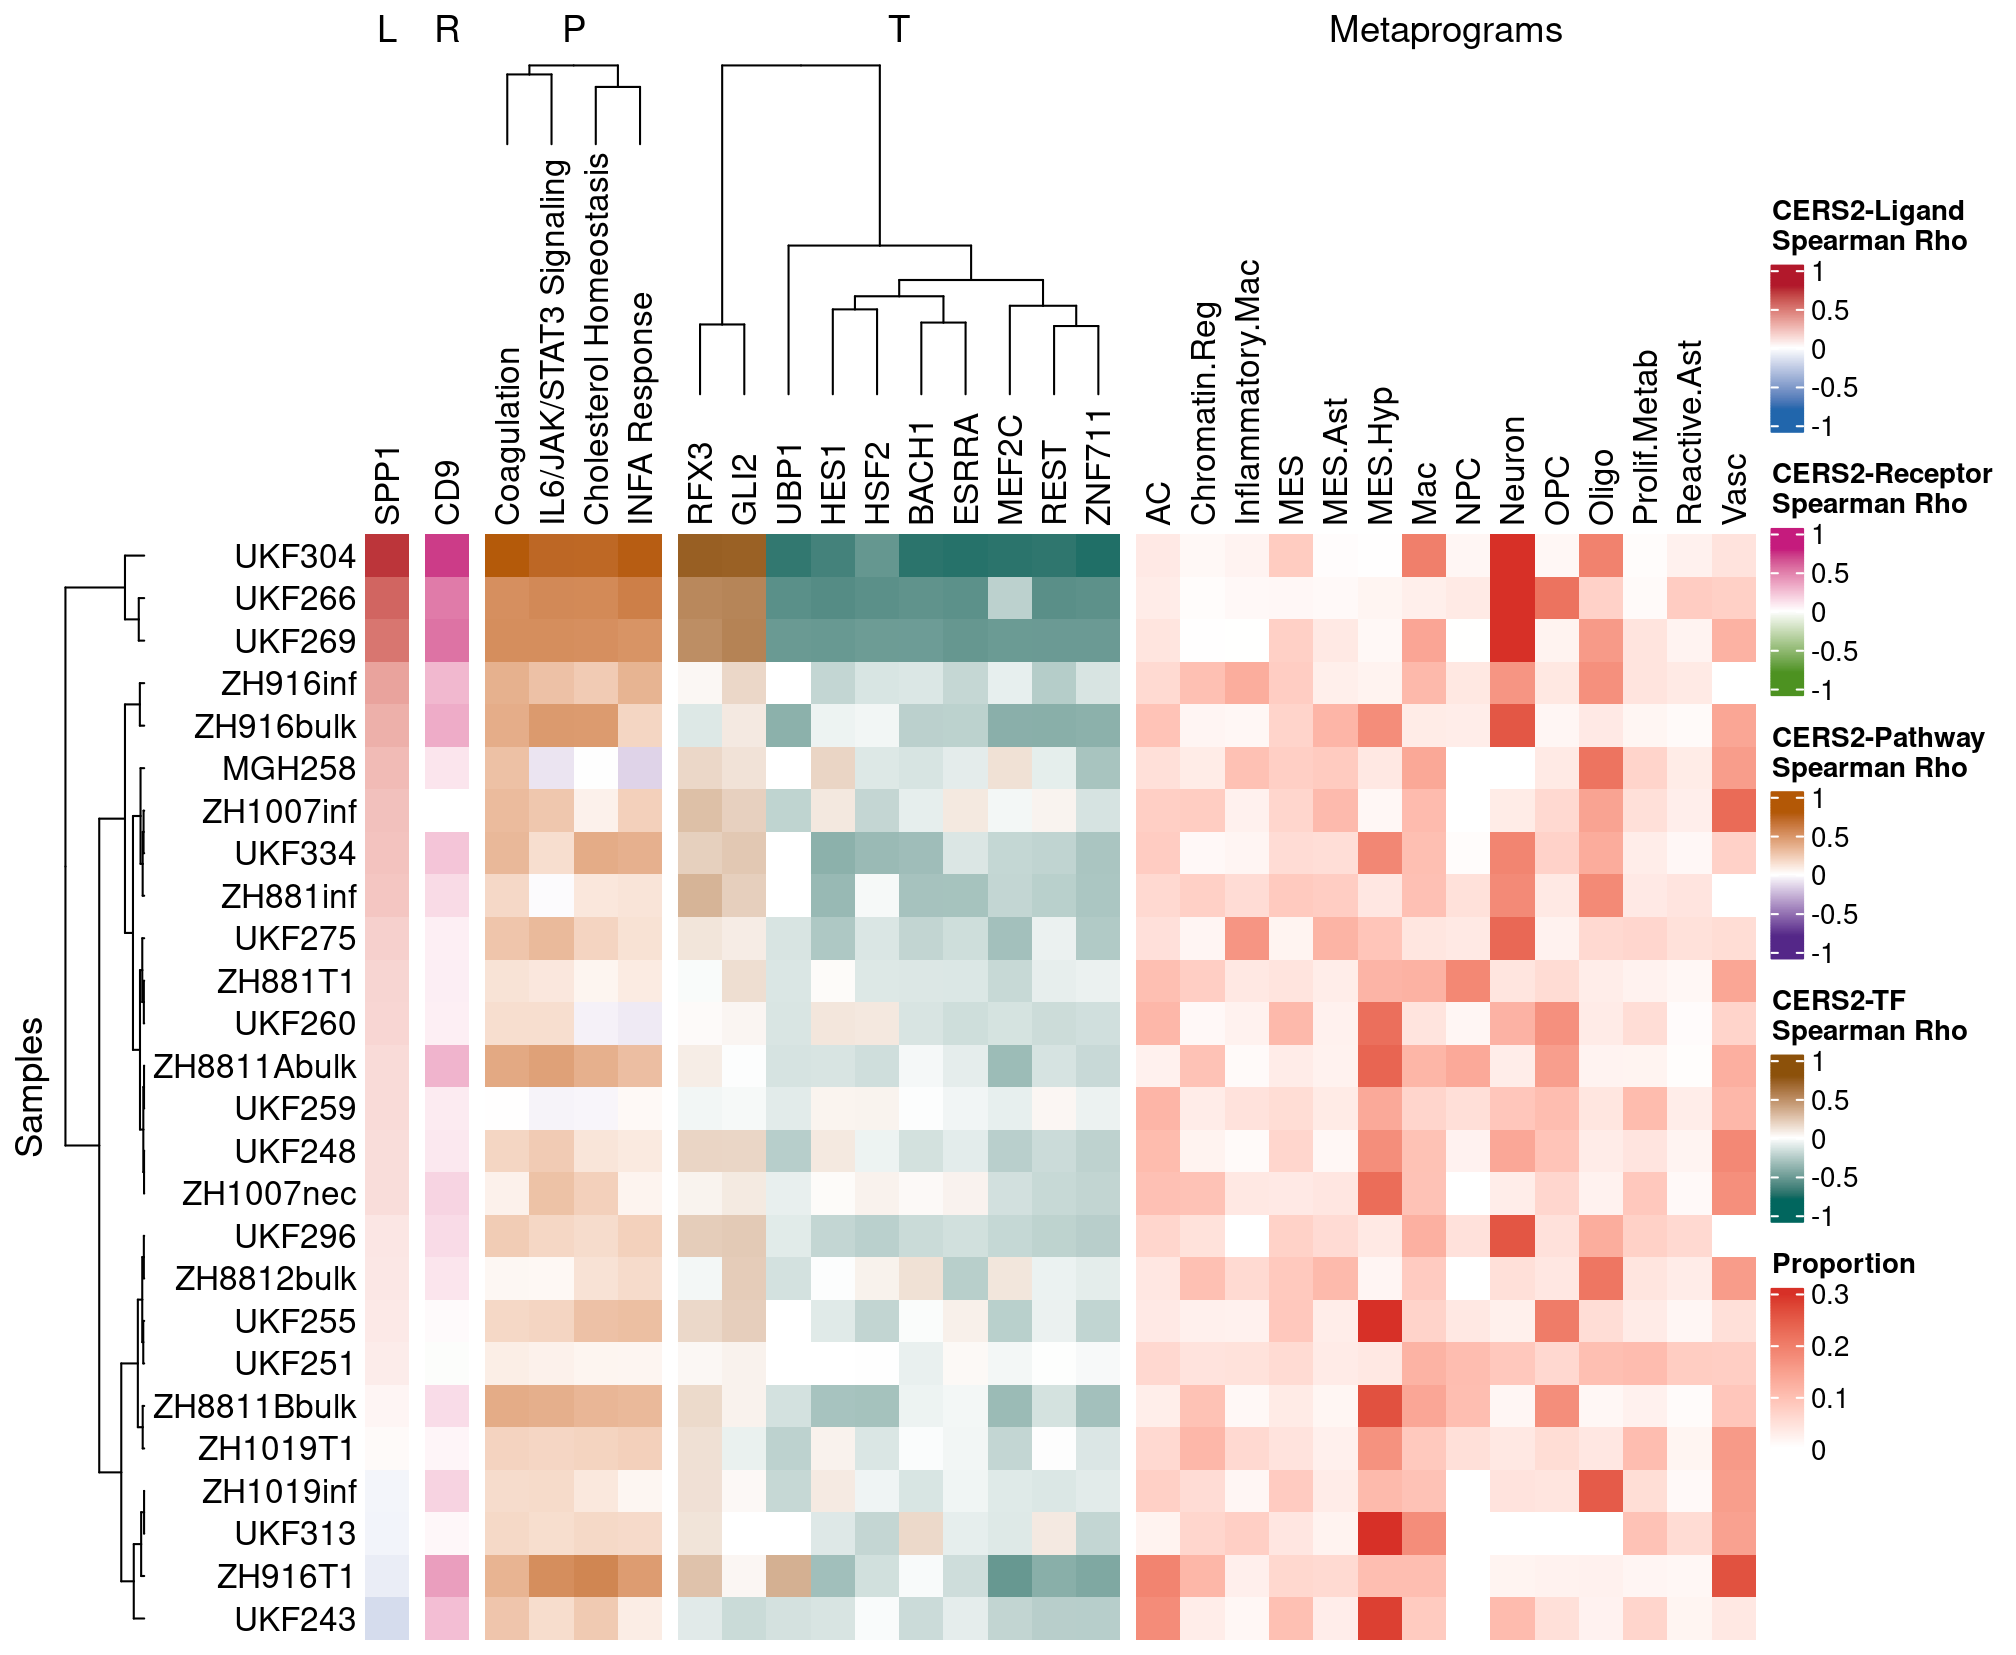 L R P T Metaprograms
SPP1
CD9
Coagulation
IL6/JAK/STAT3 Signaling
Cholesterol Homeostasis
INFA Response
RFX3
GLI2
UBP1
HES1
HSF2
BACH1
ESRRA
MEF2C
REST
ZNF711
AC
Chromatin.Reg
Inflammatory.Mac
MES
MES.Ast
MES.Hyp
Mac
NPC
Neuron
OPC
Oligo
Prolif.Metab
Reactive.Ast
Vasc
Samples
UKF304
UKF266
UKF269
ZH916inf
ZH916bulk
MGH258
ZH1007inf
UKF334
ZH881inf
UKF275
ZH881T1
UKF260
ZH8811Abulk
UKF259
UKF248
ZH1007nec
UKF296
ZH8812bulk
UKF255
UKF251
ZH8811Bbulk
ZH1019T1
ZH1019inf
UKF313
ZH916T1
UKF243
CERS2-Ligand
Spearman Rho
1
0.5
0
-0.5
-1
CERS2-Receptor
Spearman Rho
1
0.5
0
-0.5
-1
CERS2-Pathway
Spearman Rho
1
0.5
0
-0.5
-1
CERS2-TF
Spearman Rho
1
0.5
0
-0.5
-1
Proportion
0.3
0.2
0.1
0